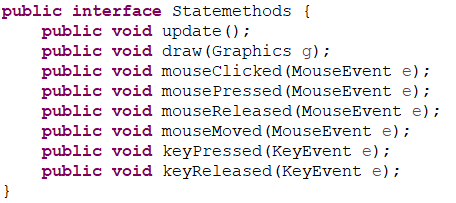 public interface Statemethods {
    public void update();
    public void draw(Graphics g);
    public void mouseClicked(MouseEvent e);
    public void mousePressed(MouseEvent e);
    public void mouseReleased(MouseEvent e);
    public void mouseMoved(MouseEvent e);
    public void keyPressed(KeyEvent e);
    public void keyReleased(KeyEvent e);
}